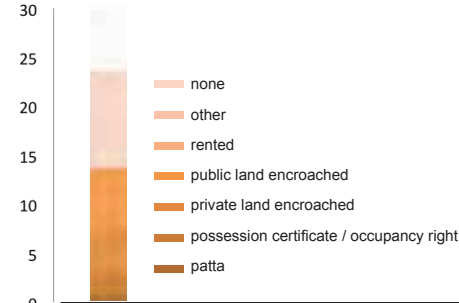 30
25
20
15
10
5
0
none
other
rented
public land encroached
private land encroached
possession certificate / occupancy right
patta